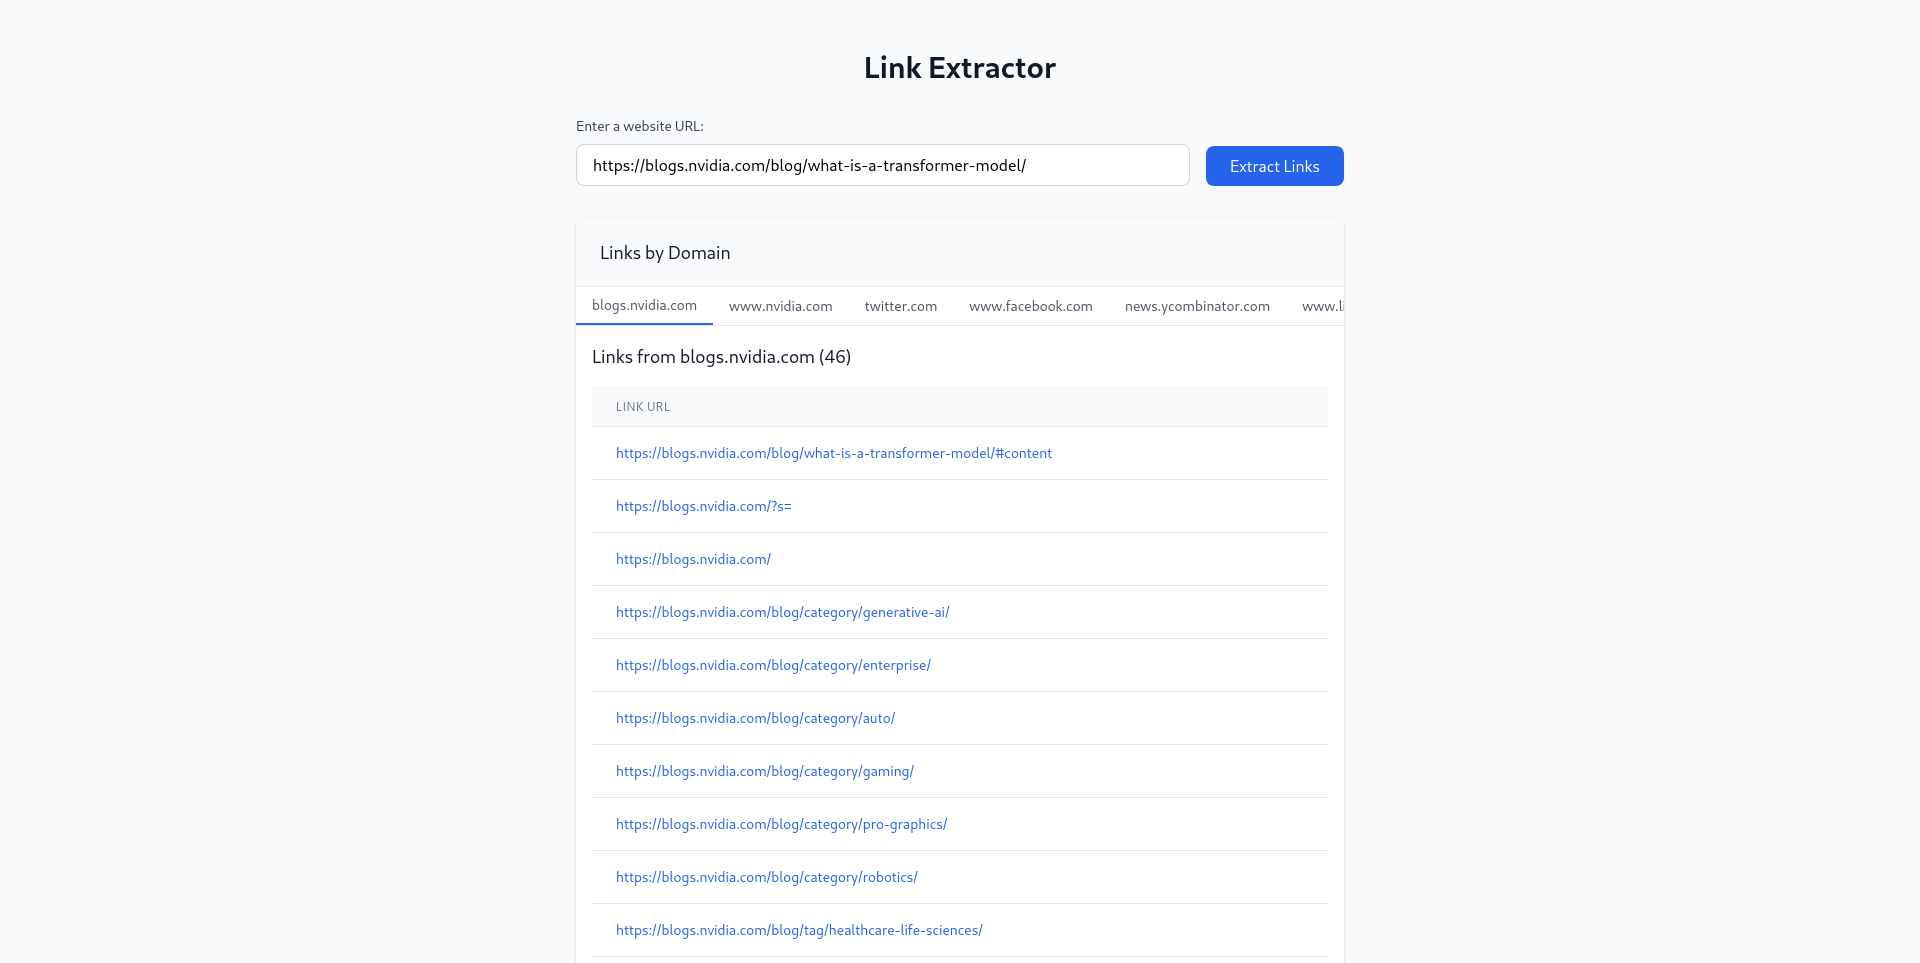 Link Extractor
Enter a website URL:
https://blogs.nvidia.com/blog/what-is-a-transformer-model/
Extract Links
Links by Domain
blogs.nvidia.com www.nvidia.com twitter.com www.facebook.com news.ycombinator.com www.li
Links from blogs.nvidia.com (46)
LINK URL
https://blogs.nvidia.com/blog/what-is-a-transformer-model/#content
https://blogs.nvidia.com/?s=
https://blogs.nvidia.com/
https://blogs.nvidia.com/blog/category/generative-ai/
https://blogs.nvidia.com/blog/category/enterprise/
https://blogs.nvidia.com/blog/category/auto/
https://blogs.nvidia.com/blog/category/gaming/
https://blogs.nvidia.com/blog/category/pro-graphics/
https://blogs.nvidia.com/blog/category/robotics/
https://blogs.nvidia.com/blog/tag/healthcare-life-sciences/